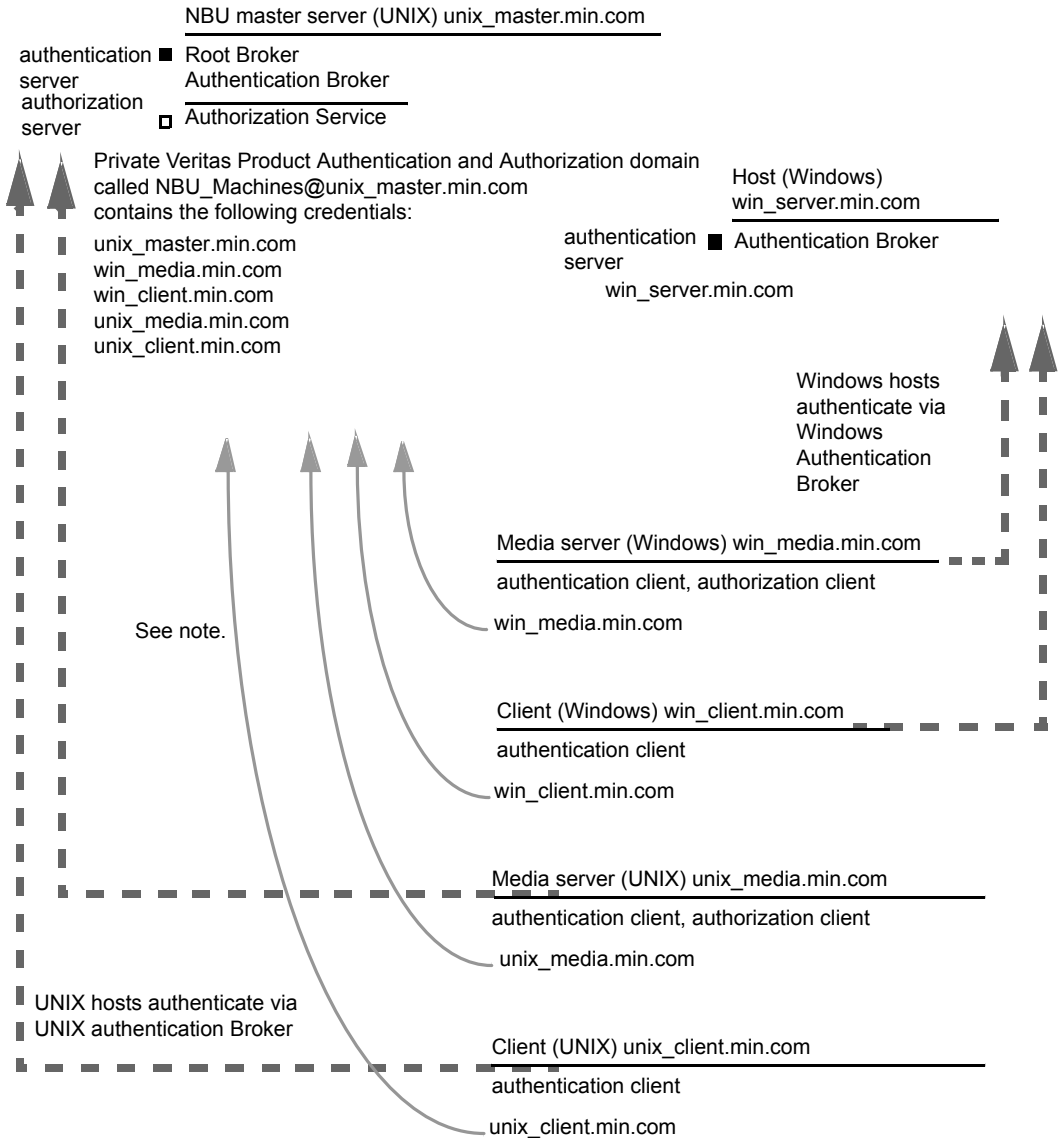 NBU master server (UNIX) unix_master.min.com
authentication
server
Root Broker
Authentication Broker
authorization
server
Authorization Service
Private Veritas Product Authentication and Authorization domain
called NBU_Machines@unix_master.min.com
contains the following credentials:
unix_master.min.com
win_media.min.com
win_client.min.com
unix_media.min.com
unix_client.min.com
Host (Windows)
win_server.min.com
authentication
server
Authentication Broker
win_server.min.com
Windows hosts
authenticate via
Windows
Authentication
Broker
Media server (Windows) win_media.min.com
authentication client, authorization client
win_media.min.com
See note.
Client (Windows) win_client.min.com
authentication client
win_client.min.com
Media server (UNIX) unix_media.min.com
authentication client, authorization client
unix_media.min.com
UNIX hosts authenticate via
UNIX authentication Broker
Client (UNIX) unix_client.min.com
authentication client
unix_client.min.com